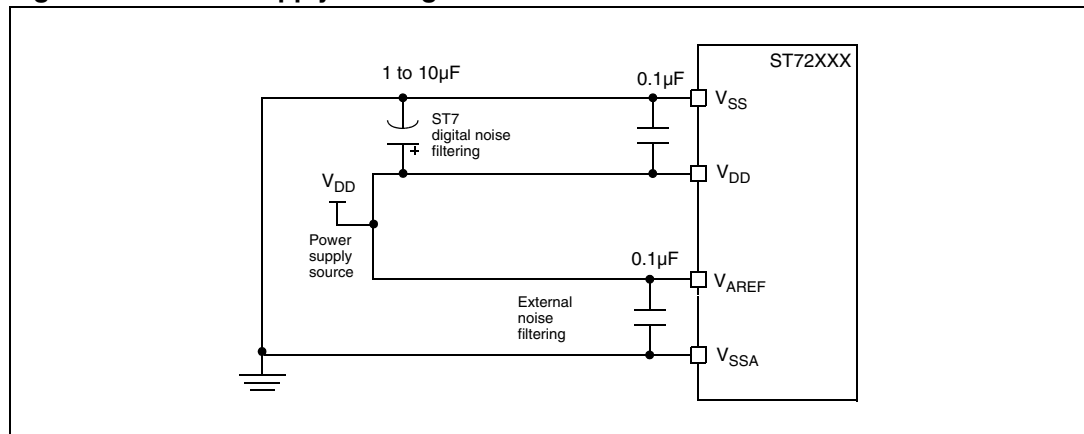 ST72XXX
1 to 10µF
0.1µF
VSS
ST7
digital noise
filtering
+
VDD
VDD
Power
supply
source
0.1µF
VAREF
External
noise
filtering
VSSA